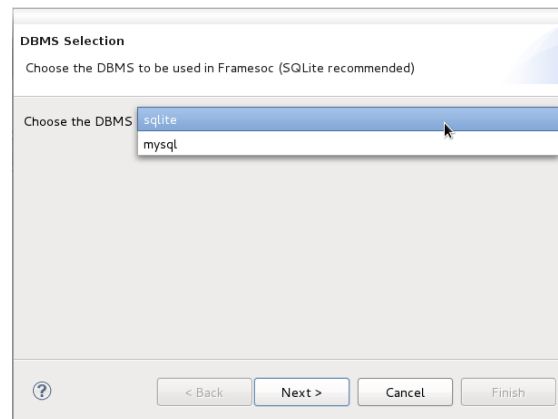 DBMS Selection
Choose the DBMS to be used in Framesoc (SQLite recommended)
Choose the DBMS sqlite
mysql
? < Back Next > Cancel Finish